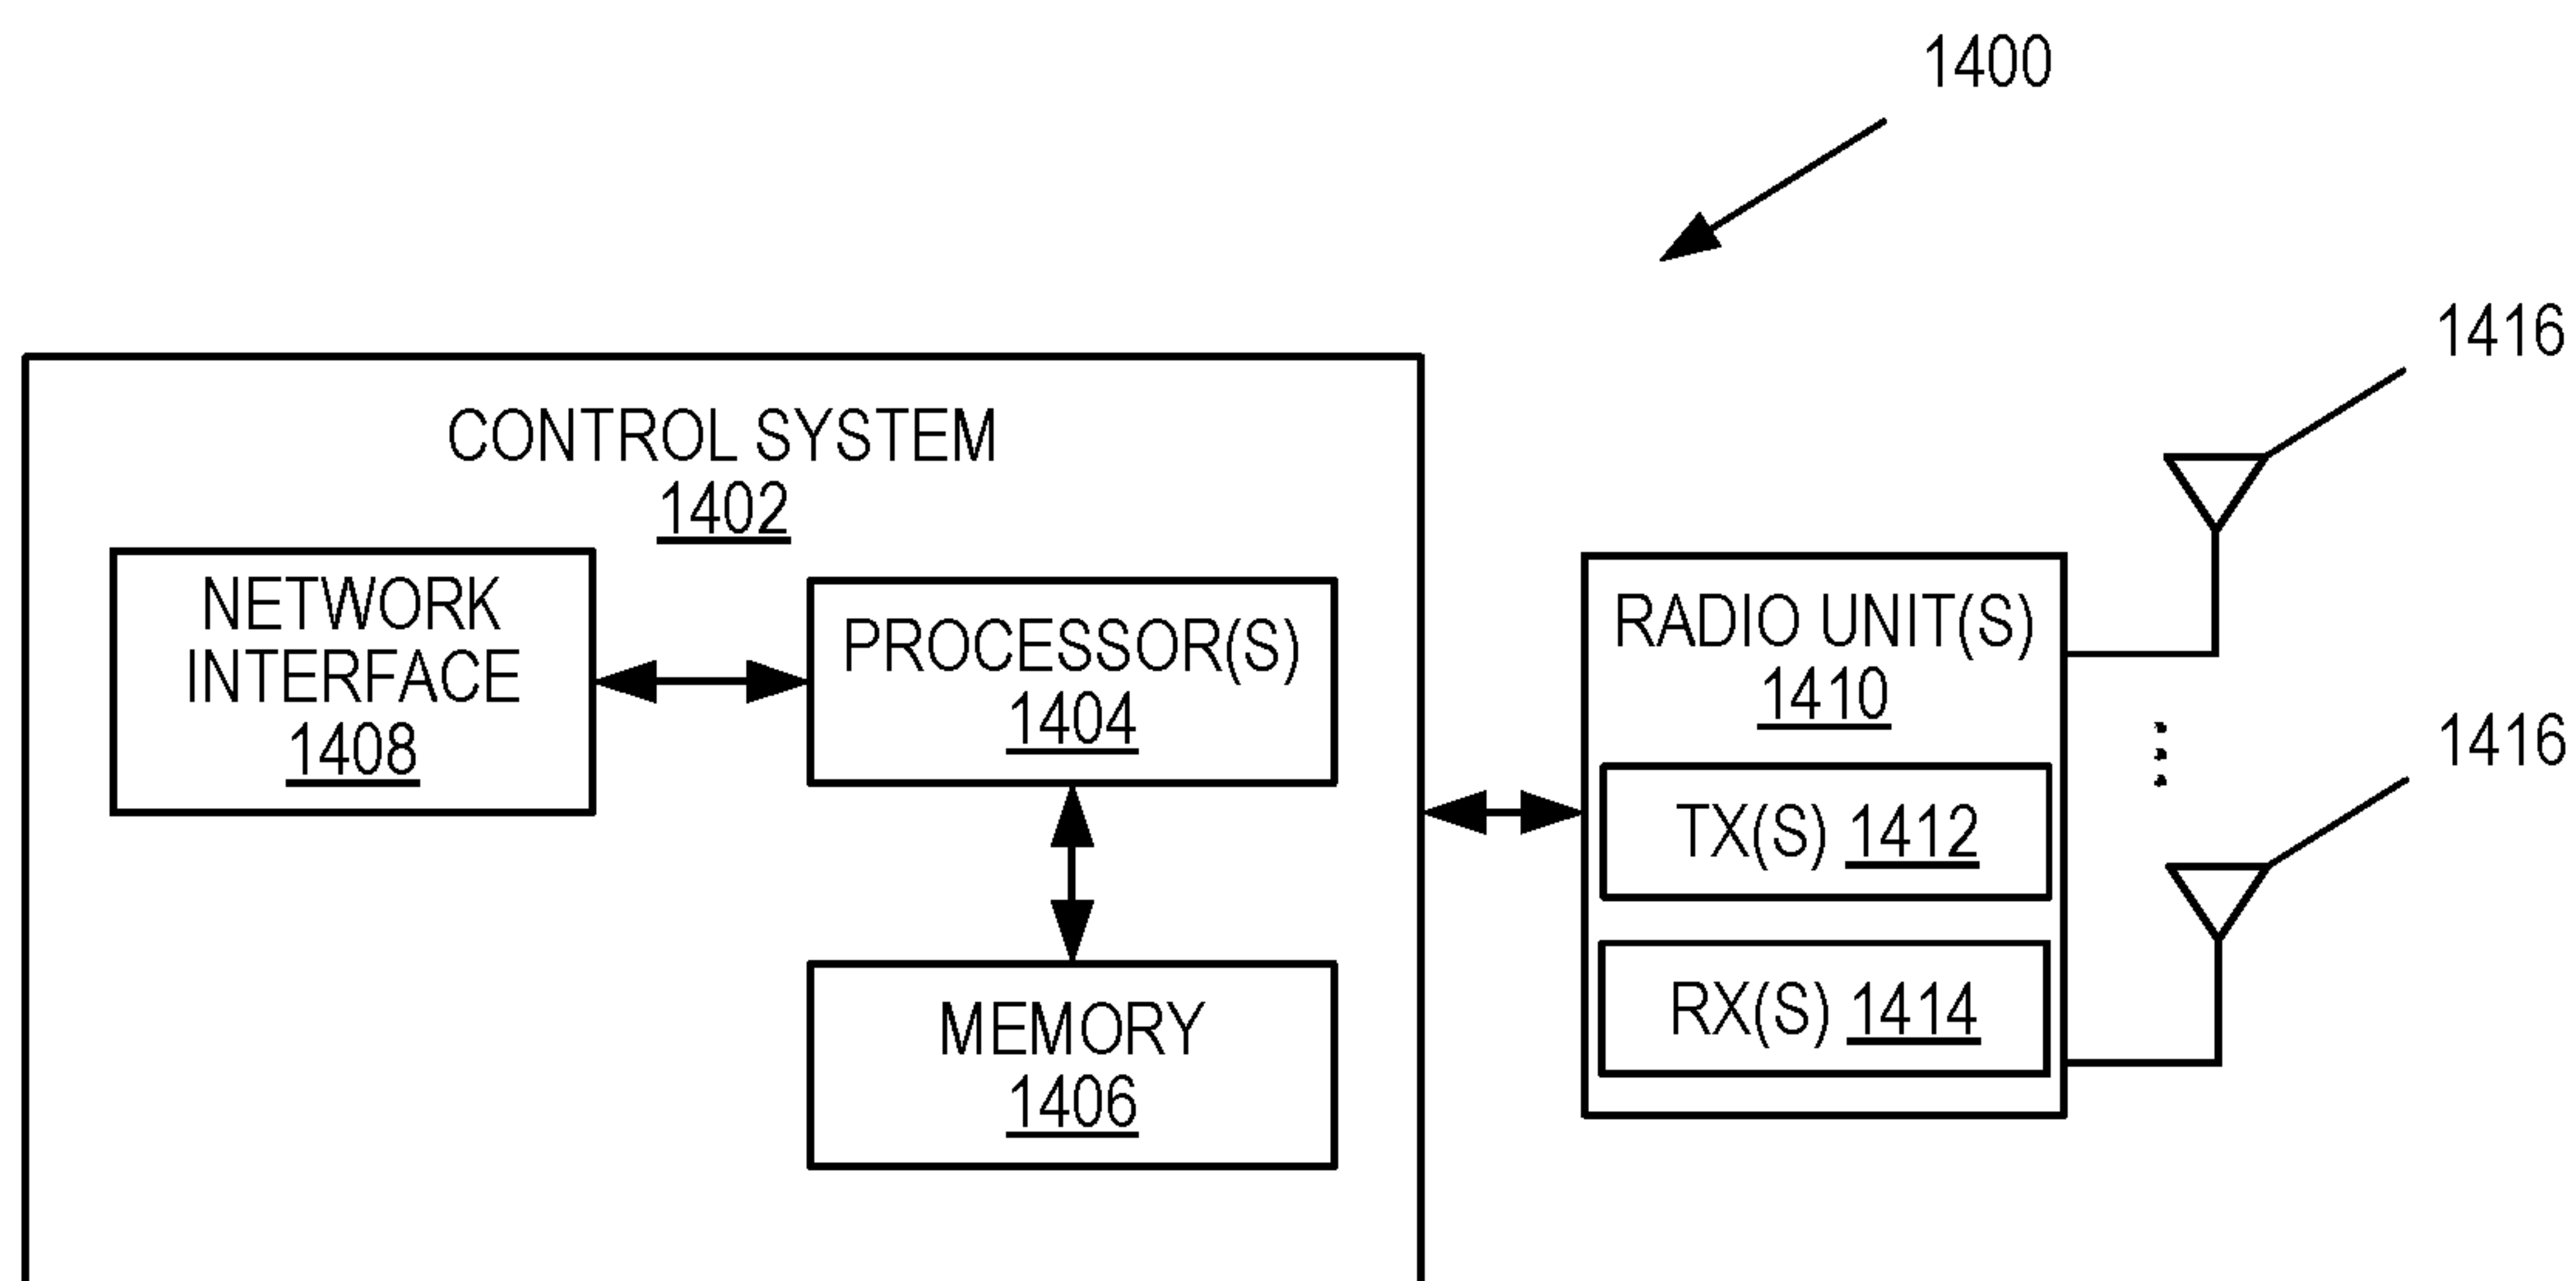 1400
1416
CONTROL SYSTEM
1402
NETWORK
INTERFACE
1408
PROCESSOR(S)
1404
MEMORY
1406
RADIO UNIT(S)
1410
TX(S) 1412
RX(S) 1414
1416